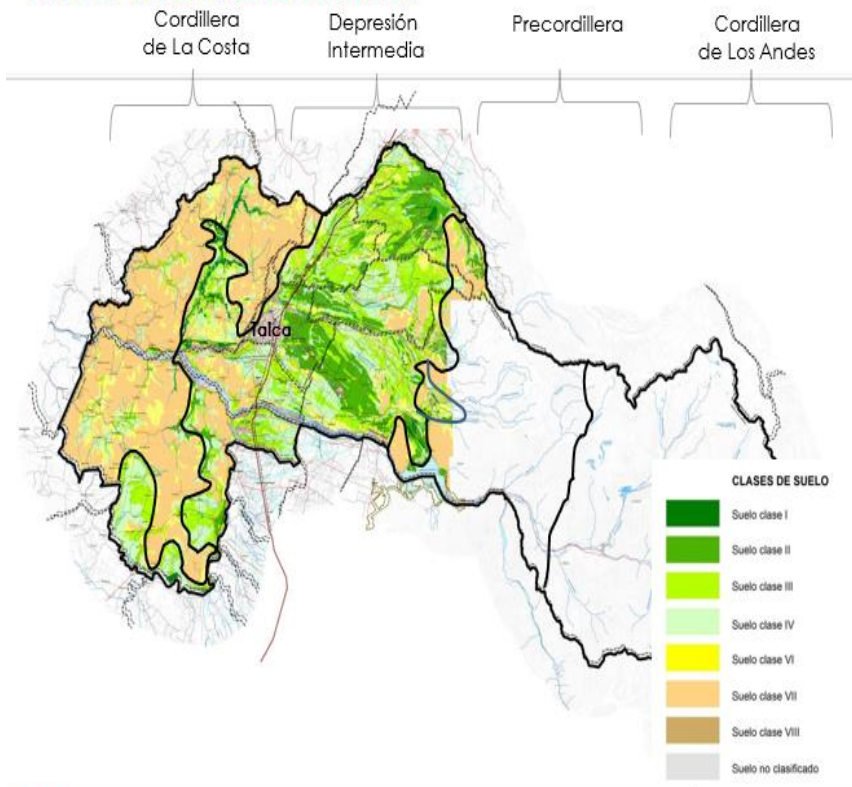 Cordillera
de La Costa
Depresión
Intermedia
Precordillera
Cordillera
de Los Andes
Talca
CLASES DE SUELO
Suelo clase I
Suelo clase II
Suelo clase III
Suelo clase IV
Suelo clase VI
Suelo clase VII
Suelo clase VIII
Suelo no clasificado